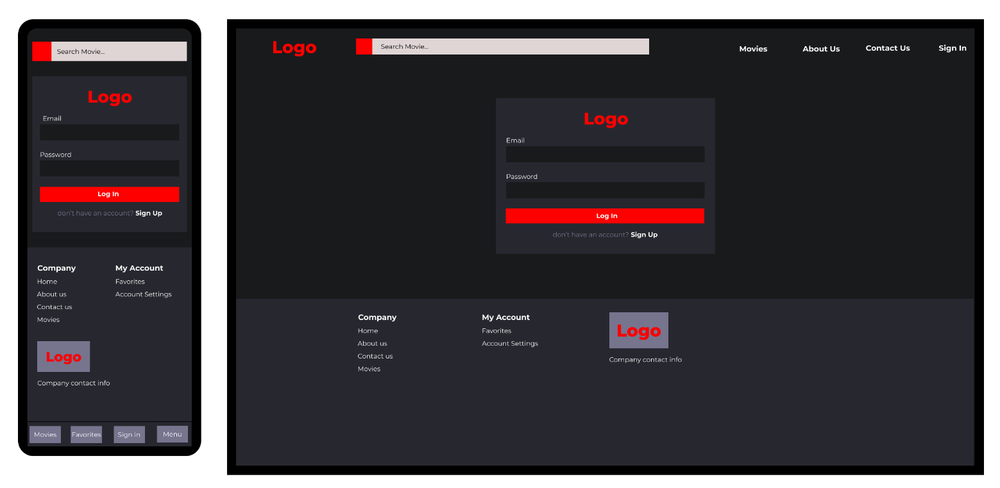 Search Movie...
Logo
Email
Password
Log In
don't have an account? Sign Up
Company
Home
About us
Contact us
Movies
My Account
Favorites
Account Settings
Logo
Company contact info
Movies Favorites Sign in Menu
Logo
Search Movie...
Movies About Us Contact Us Sign In
Logo
Email
Password
Log In
don't have an account? Sign Up
Company
Home
About us
Contact us
Movies
My Account
Favorites
Account Settings
Logo
Company contact info